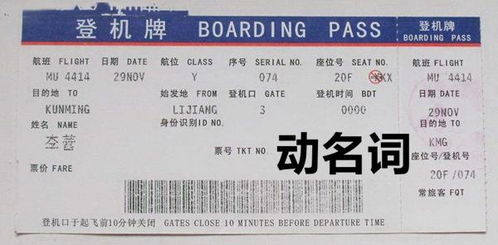 登机牌 BOARDING PASS 登机牌
BOARDING PASS
航班 FLIGHT 日期 DATE 航位 CLASS 序号 SERIAL NO. 座位号 SEAT NO. 航班 FLIGHT
MU 4414 29NOV Y 074 20F XX MU 4414
目的地 TO 始发地 FROM 登机口 GATE 登机时间 BDT 日期 DATE
KUNMING LIJIANG 3 0000 29NOV
姓名 NAME 身份识别 ID NO. 目的地 TO
KMG
票号 TKT NO. 动名词 座位号/登机号
票价 FARE 20F/074
常旅客 FQT
登机口于起飞前10分钟关闭 GATES CLOSE 10 MINUTES BEFORE DEPARTURE TIME